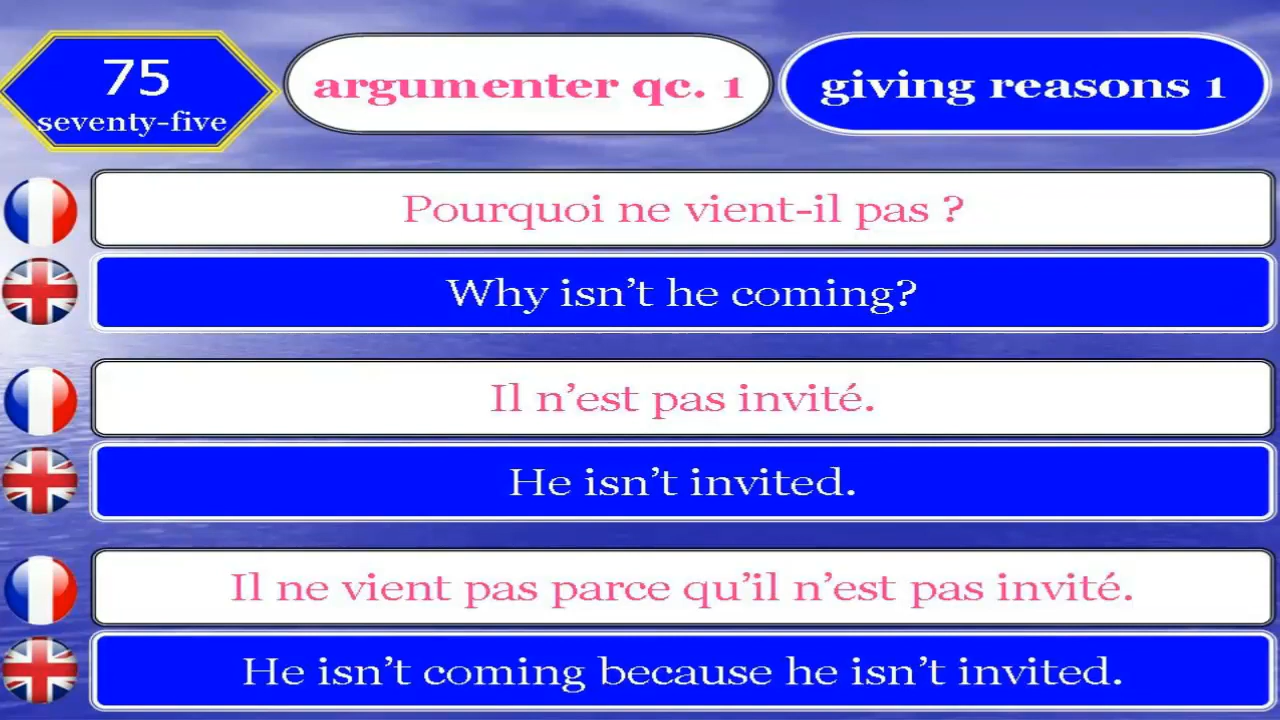 75
seventy-five
argumenter qc. 1
giving reasons 1
Pourquoi ne vient-il pas ?
Why isn’t he coming?
Il n’est pas invité.
He isn’t invited.
Il ne vient pas parce qu’il n’est pas invité.
He isn’t coming because he isn’t invited.